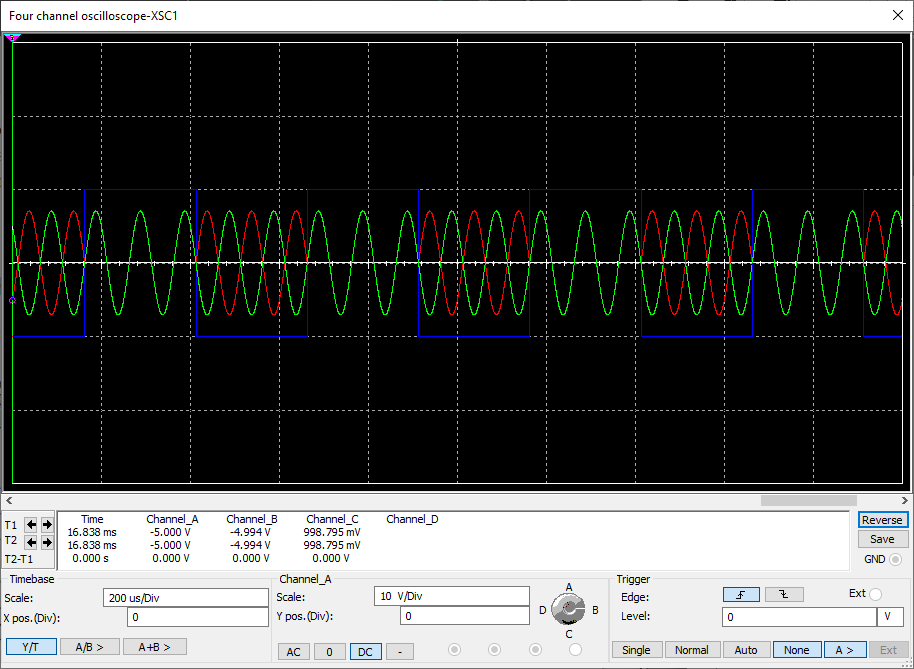 Four channel oscilloscope-XSC1
T1
T2
T2-T1
Time Channel_A Channel_B Channel_C Channel_D
16.838 ms -5.000 V -4.994 V 998.795 mV
16.838 ms -5.000 V -4.994 V 998.795 mV
0.000 s 0.000 V 0.000 V 0.000 V
Reverse
Save
GND
Timebase
Scale: 200 us/Div
X pos.(Div): 0
Y/T A/B > A+B >
Channel_A
Scale: 10 V/Div
Y pos.(Div): 0
AC 0 DC -
A
D B
C
Trigger
Edge: Ext
Level: 0 V
Single Normal Auto None A > Ext